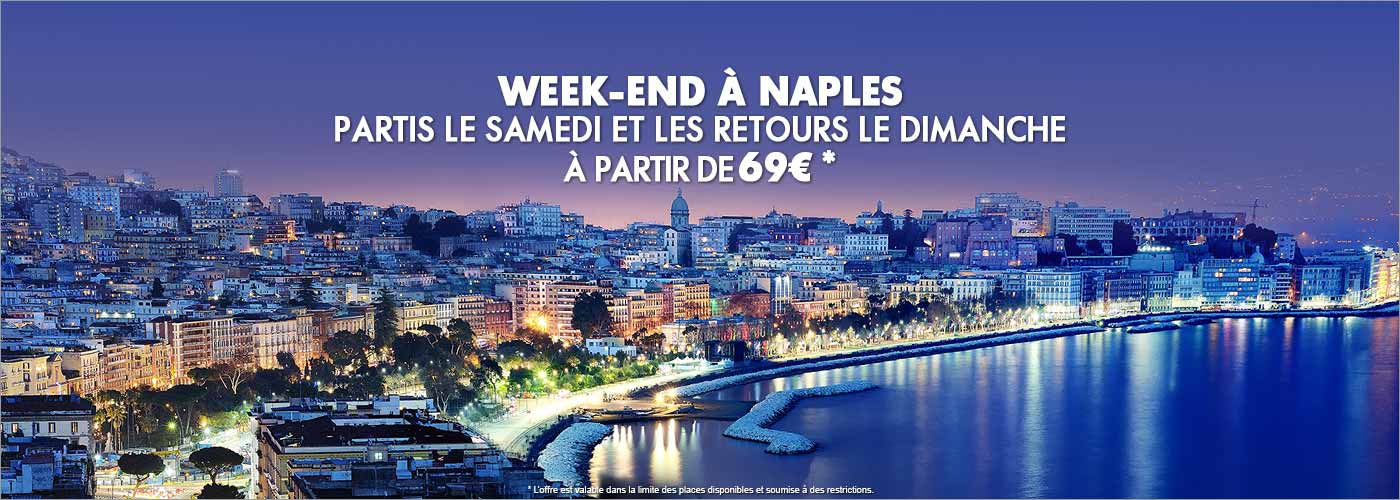 WEEK-END À NAPLES
PARTIS LE SAMEDI ET LES RETOURS LE DIMANCHE
À PARTIR DE 69€ *
* L'offre est valable dans la limite des places disponibles et soumise à des restrictions.